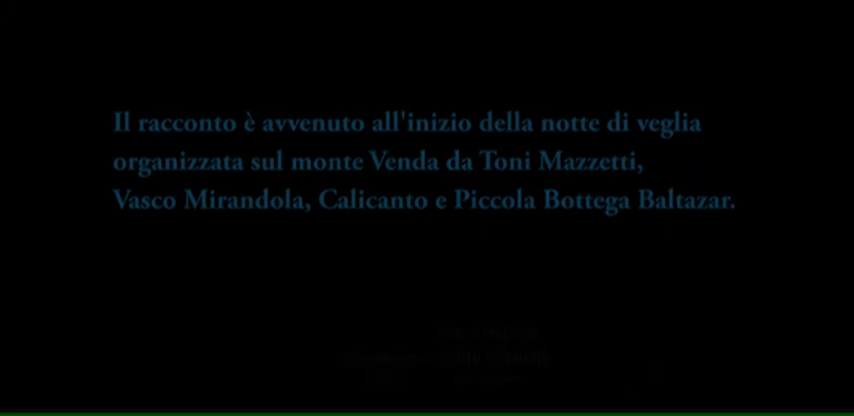 Il racconto è avvenuto all'inizio della notte di veglia
organizzata sul monte Venda da Toni Mazzetti,
Vasco Mirandola, Calicanto e Piccola Bottega Baltazar.